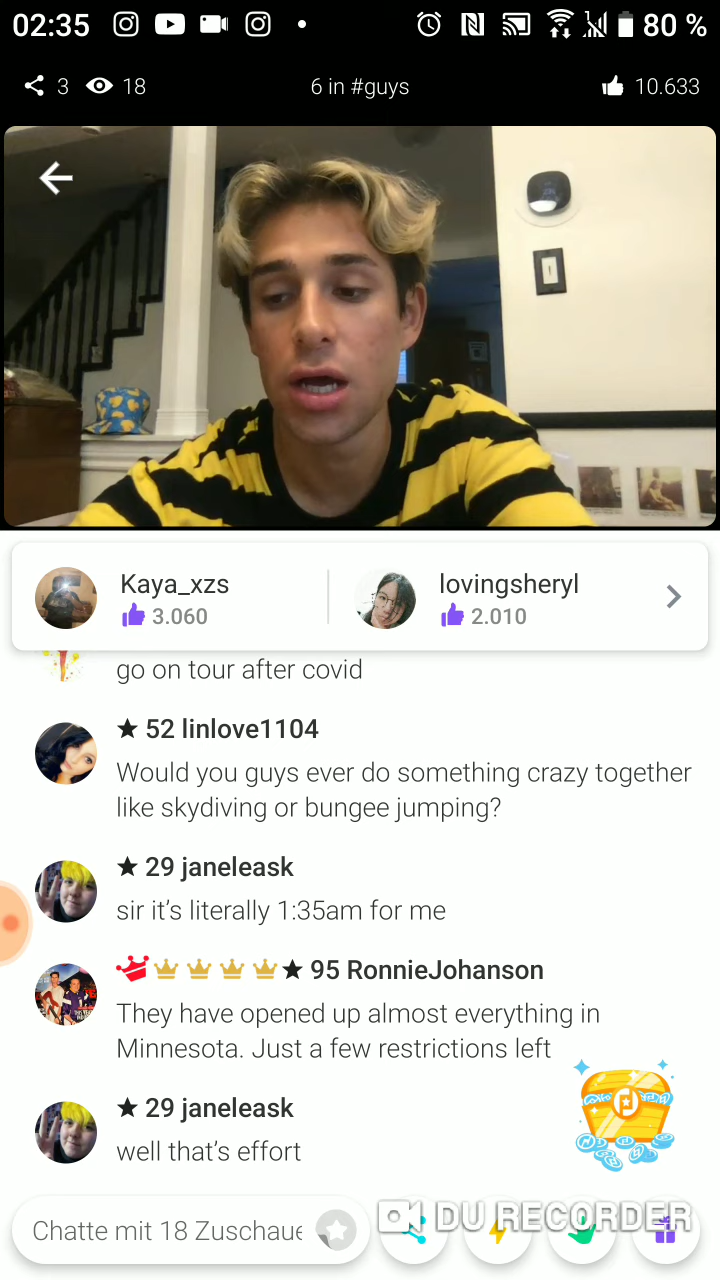 02:35 80 %
3 18 6 in #guys 10.633
Kaya_xzs lovingsheryl
3.060 2.010
go on tour after covid
52 linlove1104
Would you guys ever do something crazy together
like skydiving or bungee jumping?
29 janeleask
sir it's literally 1:35am for me
95 RonnieJohanson
They have opened up almost everything in
Minnesota. Just a few restrictions left
29 janeleask
well that's effort
Chatte mit 18 Zuschaue
DU RECORDER